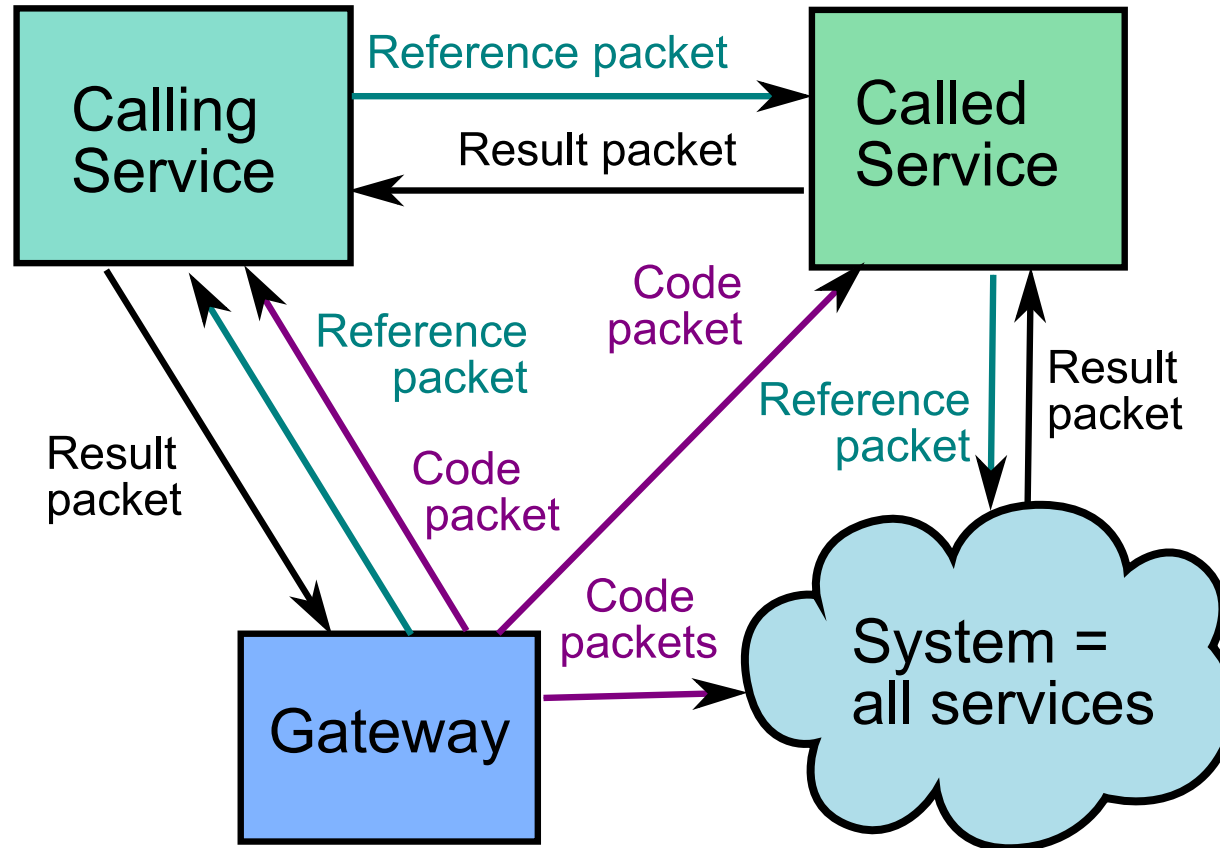 Reference packet
Calling
Service
Called
Service
Result packet
Code
packet
Reference
packet
Reference
packet
Result
packet
Result
packet
Code
packet
Code
packets
System =
all services
Gateway